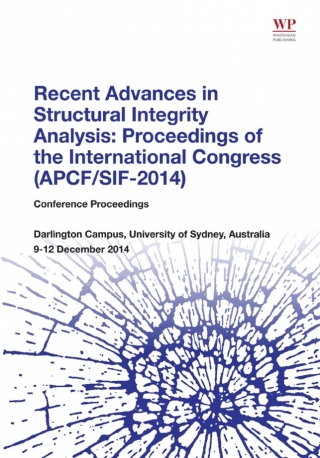 WP
WOODHEAD
PUBLISHING
Recent Advances in
Structural Integrity
Analysis: Proceedings of
the International Congress
(APCF/SIF-2014)
Conference Proceedings
Darlington Campus, University of Sydney, Australia
9-12 December 2014